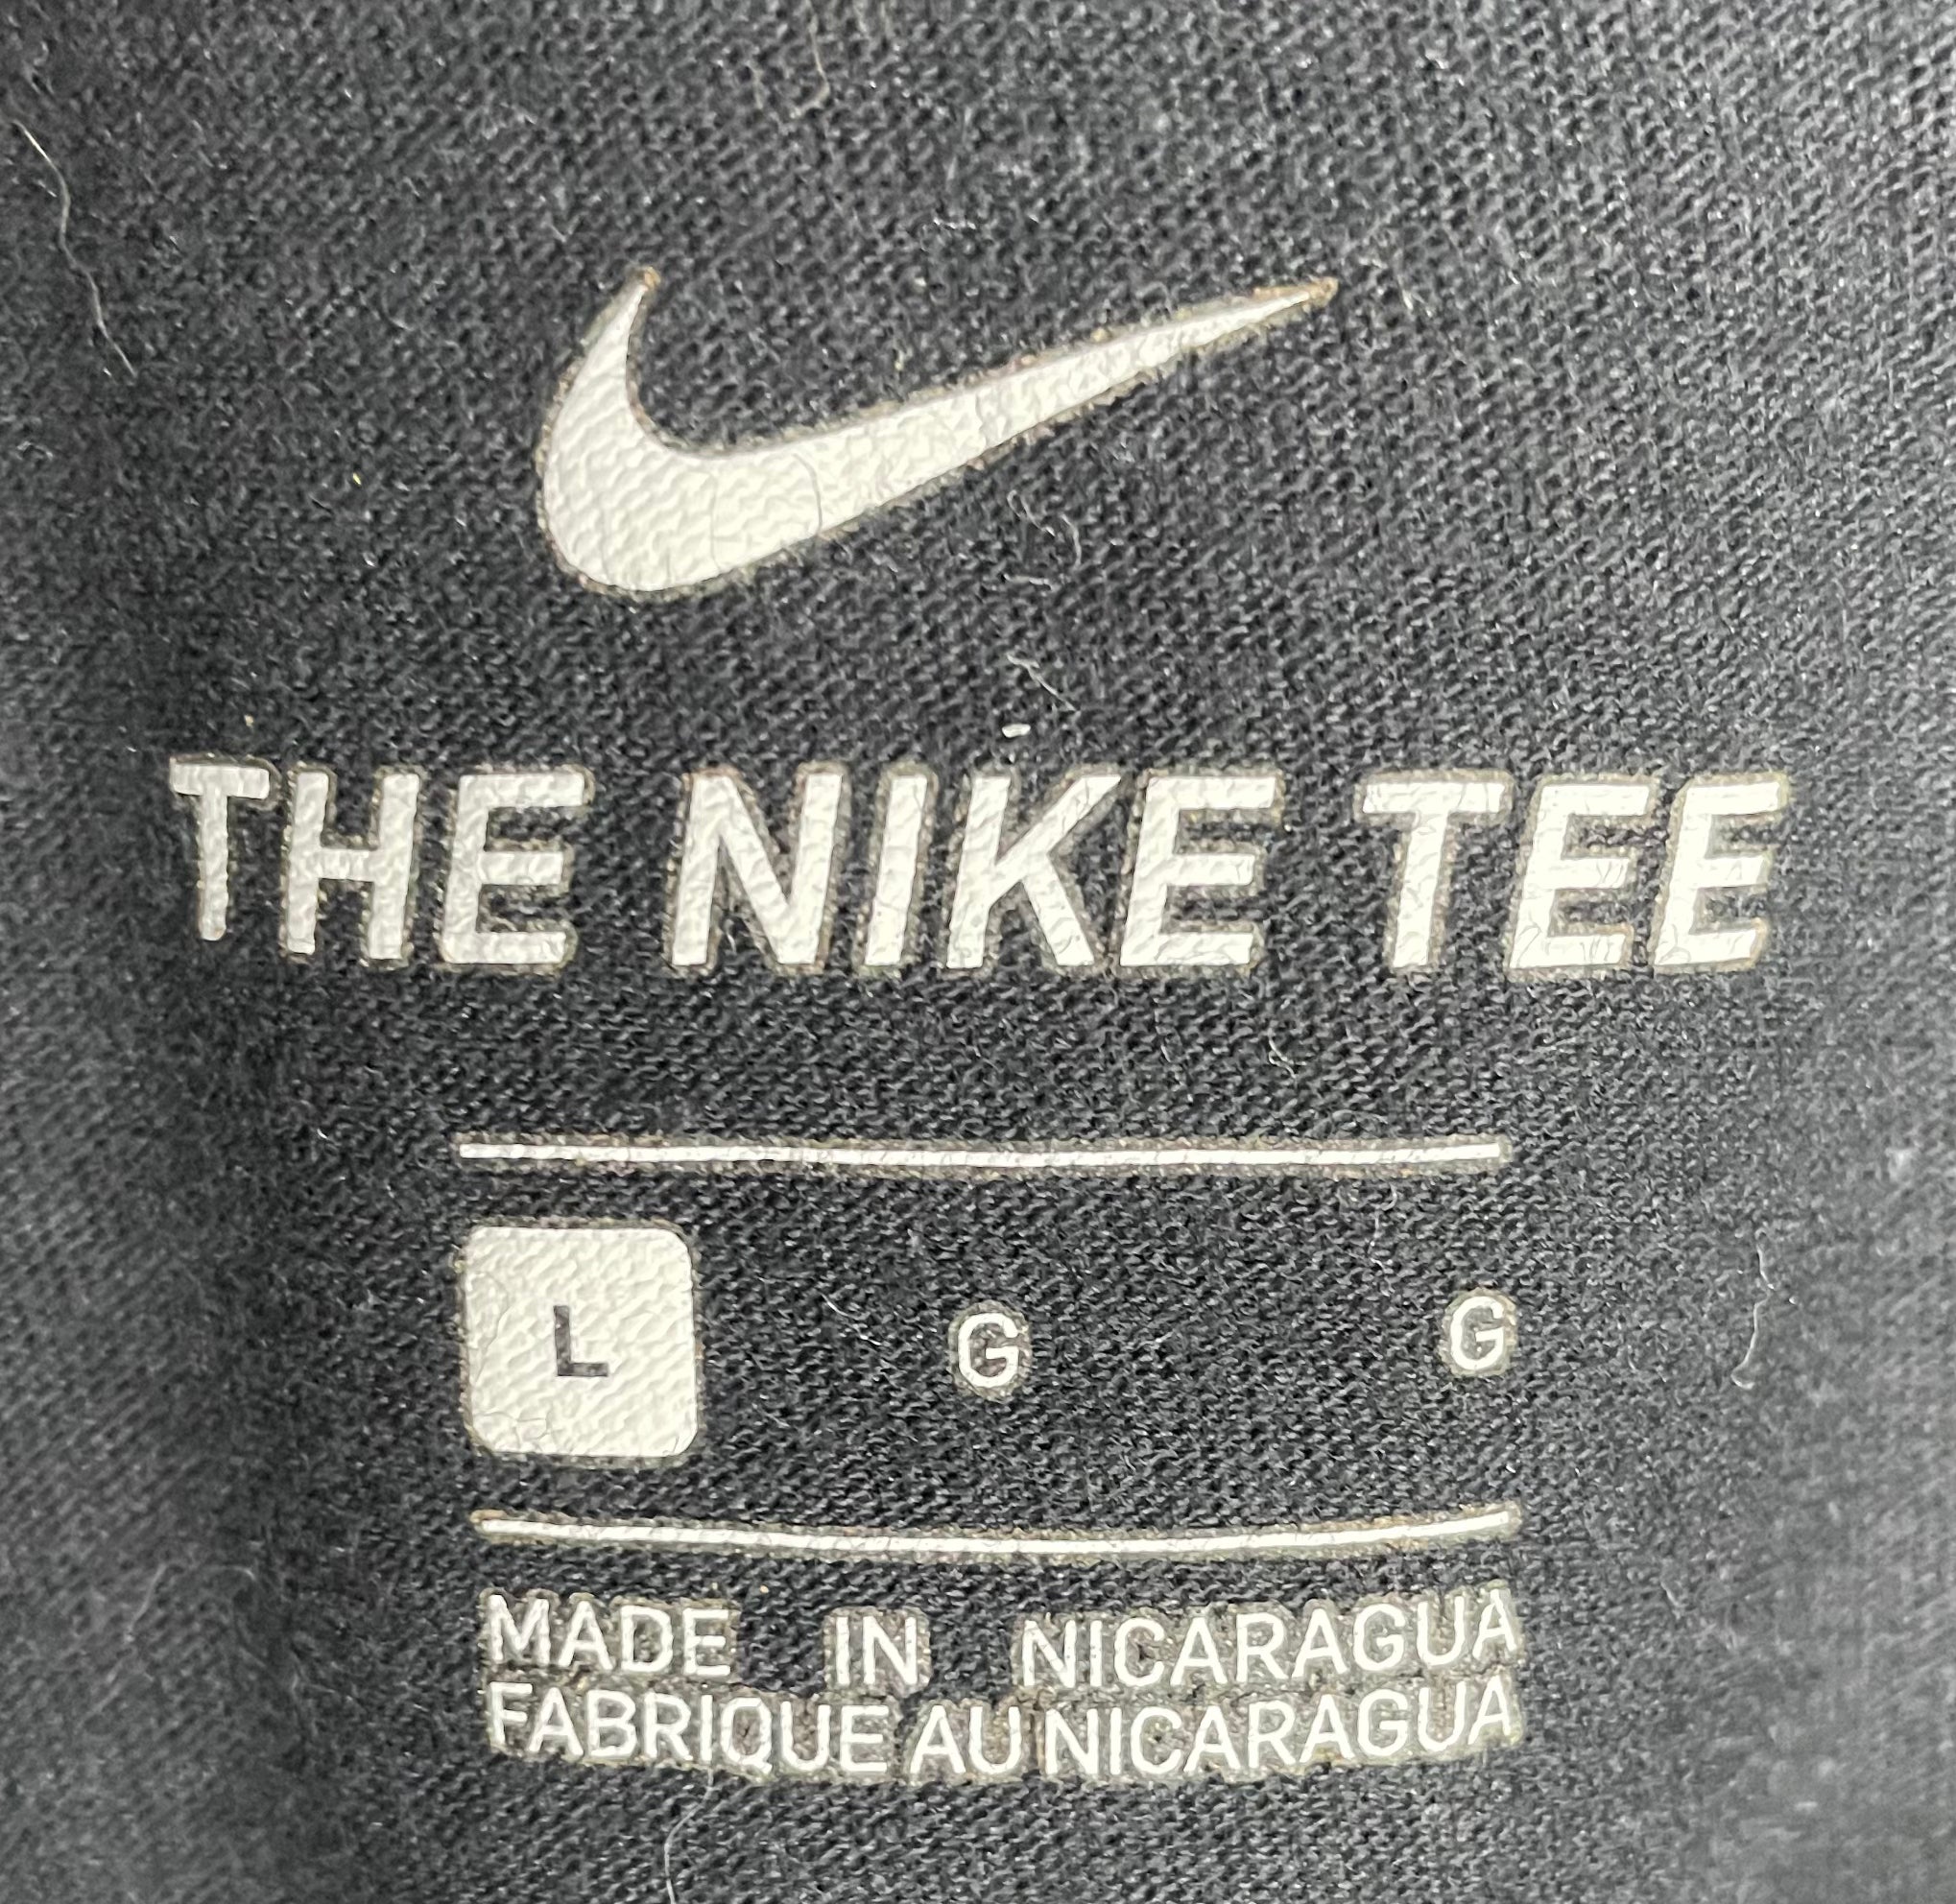 THE NIKE TEE
L G G
MADE IN NICARAGUA
FABRIQUE AU NICARAGUA